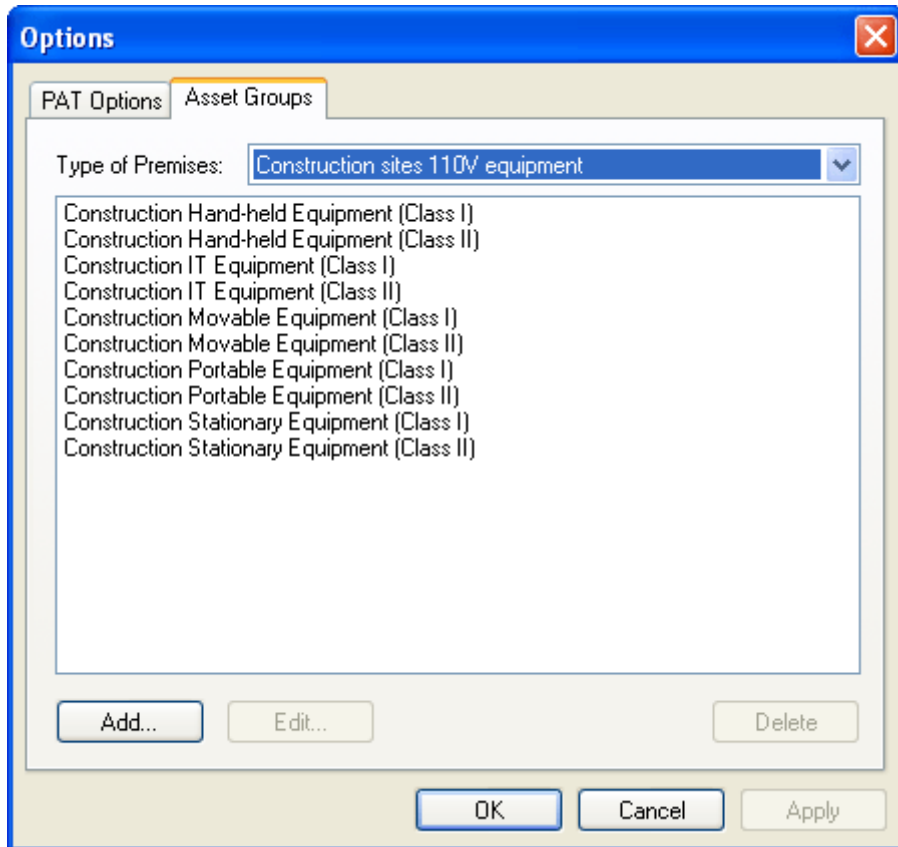 Options
PAT Options Asset Groups
Type of Premises: Construction sites 110V equipment
Construction Hand-held Equipment (Class I)
Construction Hand-held Equipment (Class II)
Construction IT Equipment (Class I)
Construction IT Equipment (Class II)
Construction Movable Equipment (Class I)
Construction Movable Equipment (Class II)
Construction Portable Equipment (Class I)
Construction Portable Equipment (Class II)
Construction Stationary Equipment (Class I)
Construction Stationary Equipment (Class II)
Add... Edit... Delete
OK Cancel Apply